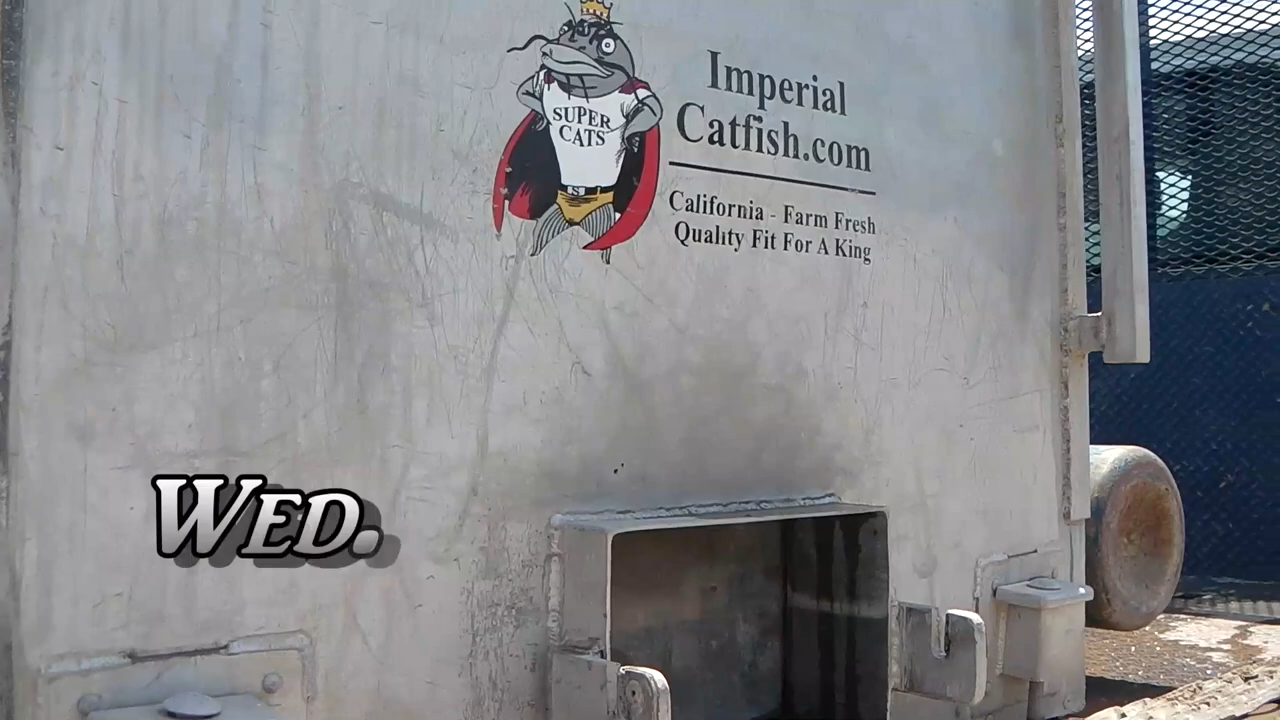 SUPER
CATS
Imperial
Catfish.com
California - Farm Fresh
Quality Fit For A King
WED.